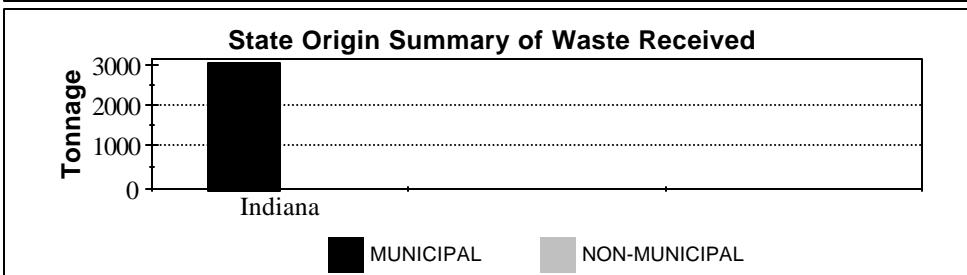 State Origin Summary of Waste Received
Tonnage
3000
2000
1000
0
Indiana
MUNICIPAL NON-MUNICIPAL